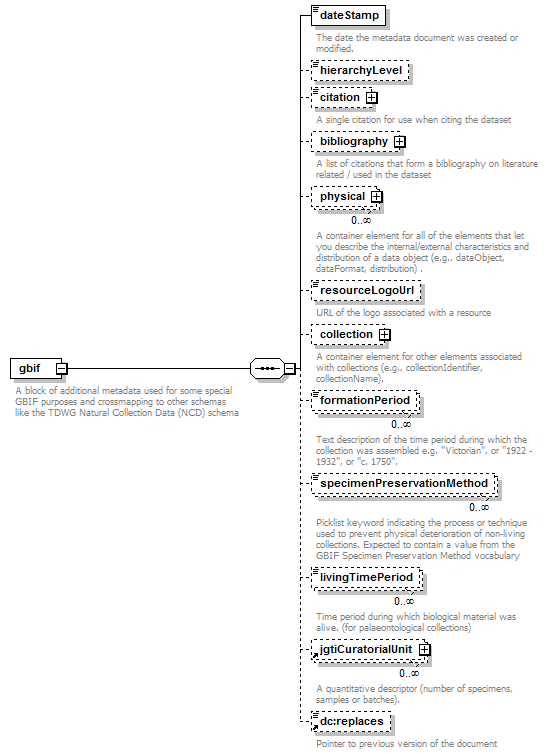 dateStamp
The date the metadata document was created or
modified.
hierarchyLevel
citation
A single citation for use when citing the dataset
bibliography
A list of citations that form a bibliography on literature
related / used in the dataset
physical
0..∞
A container element for all of the elements that let
you describe the internal/external characteristics and
distribution of a data object (e.g., dataObject,
dataFormat, distribution) .
resourceLogoUrl
URL of the logo associated with a resource
collection
A container element for other elements associated
with collections (e.g., collectionIdentifier,
collectionName).
gbif
A block of additional metadata used for some special
GBIF purposes and crossmapping to other schemas
like the TDWG Natural Collection Data (NCD) schema
formationPeriod
0..∞
Text description of the time period during which the
collection was assembled e.g. "Victorian", or "1922 -
1932", or "c. 1750".
specimenPreservationMethod
0..∞
Picklist keyword indicating the process or technique
used to prevent physical deterioration of non-living
collections. Expected to contain a value from the
GBIF Specimen Preservation Method vocabulary
livingTimePeriod
0..∞
Time period during which biological material was
alive. (for palaeontological collections)
jgtiCuratorialUnit
0..∞
A quantitative descriptor (number of specimens,
samples or batches).
dc:replaces
Pointer to previous version of the document